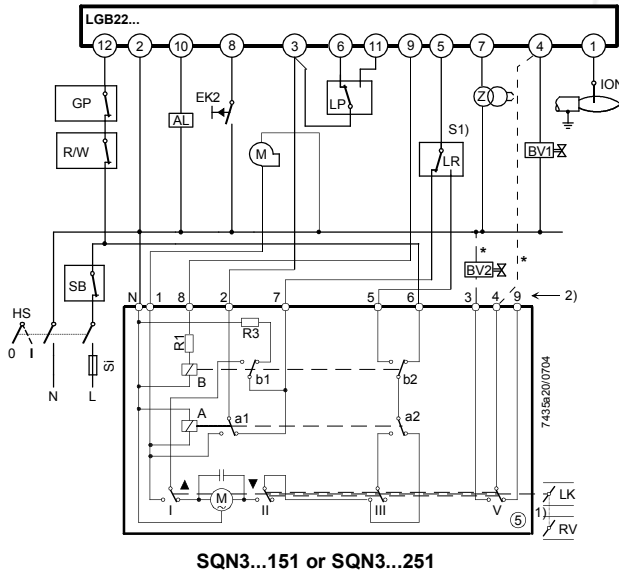 LGB22...
12 2 10 8 3 6 11 9 5 7 4 1
ION
GP
EK2
AL
LP
Z
S1)
R/W
M
LR
BV1
*
BV2
*
SB
HS
N 1 8 2 7 5 6 3 4 9 2)
0 I
Si
R1
R3
B
b1
b2
N L
A
a1
a2
7435a20/0704
M
I II III V
LK
5
1)
RV
SQN3...151 or SQN3...251